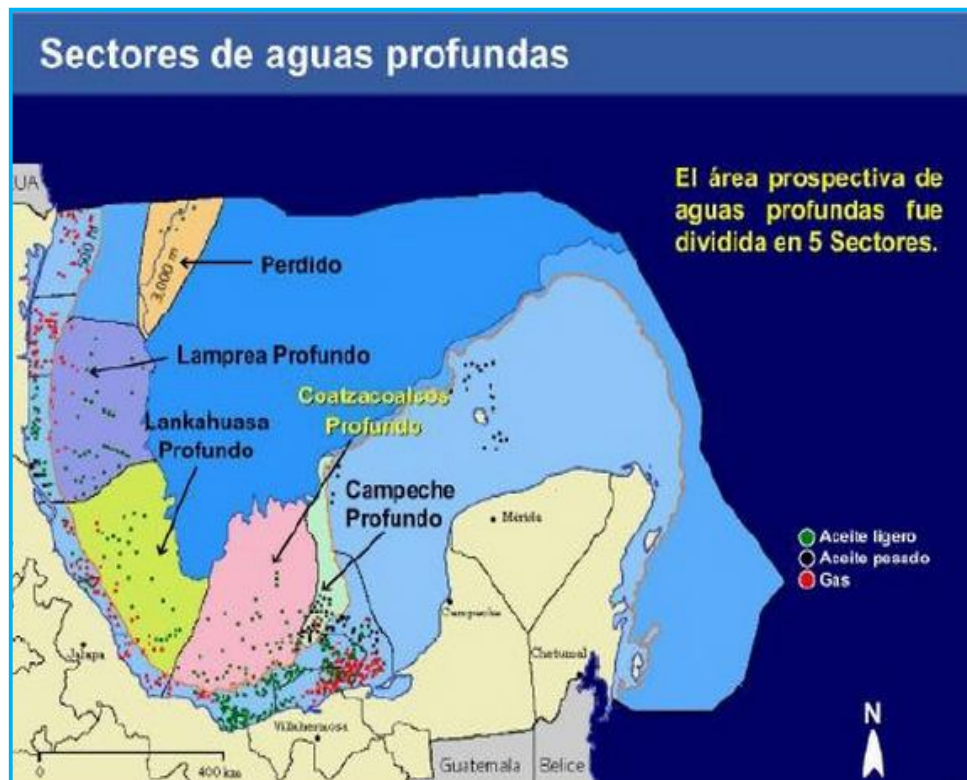 Sectores de aguas profundas
El área prospectiva de
aguas profundas fue
dividida en 5 Sectores.
EUA
500 m
3,000 m
Perdido
Lamprea Profundo
Coatzacoalcos
Profundo
Lankahuasa
Profundo
Campeche
Profundo
Mérida
Aceite ligero
Aceite pesado
Gas
Campeche
Jalapa
Chetumal
Villahermosa
N
0
400 km
Guatemala
Belice